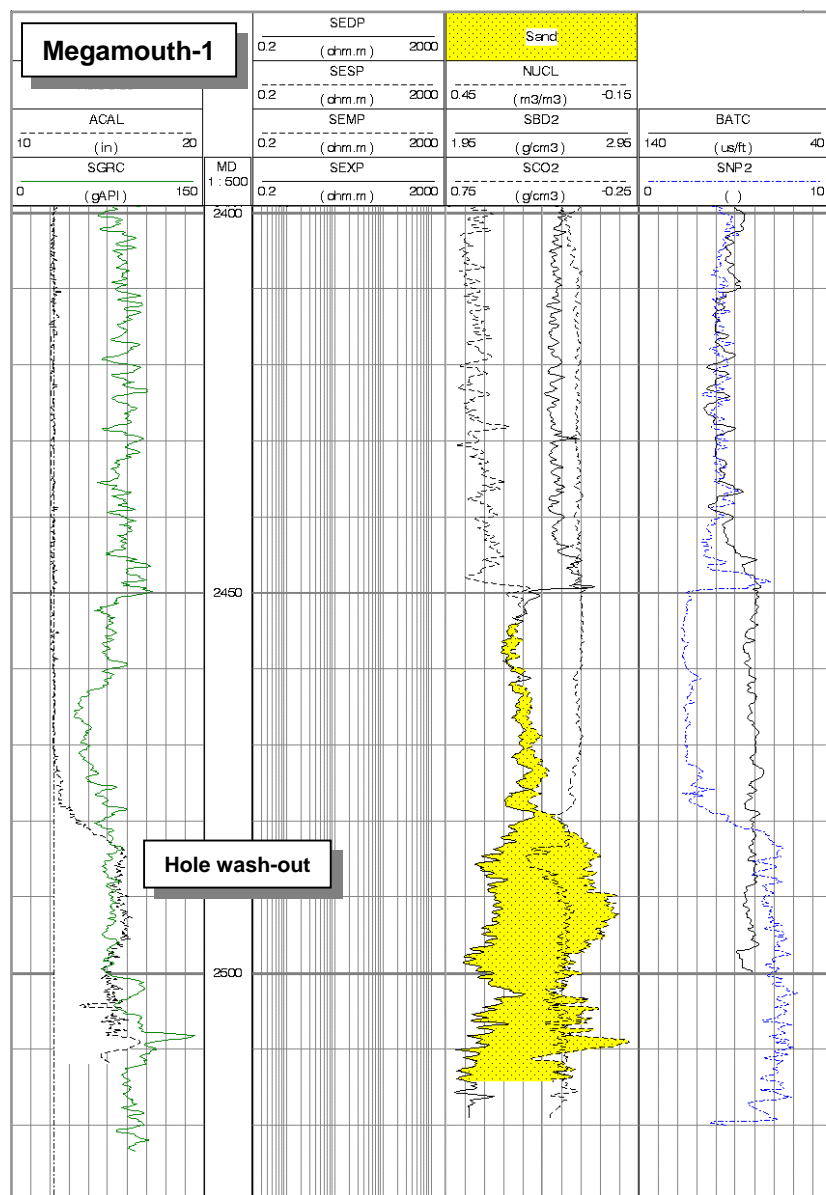 Megamouth-1
SEDP
0.2 (ohm.m) 2000
Sand
SESP
0.2 (ohm.m) 2000
NUCL
0.45 (m3/m3) -0.15
ACAL
10 (in) 20
SEMP
0.2 (ohm.m) 2000
SBD2
1.95 (g/cm3) 2.95
BATC
140 (us/ft) 40
SGRC
0 (gAPI) 150
MD
1 : 500
SEXP
0.2 (ohm.m) 2000
SCO2
0.75 (g/cm3) -0.25
SNP2
0 ( ) 10
2400
2450
Hole wash-out
2500